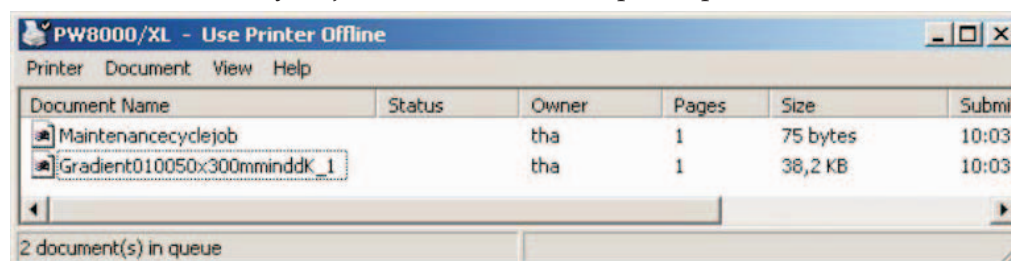 PW8000/XL - Use Printer Offline
Printer Document View Help
Document Name Status Owner Pages Size Submi
Maintenancecyclejob tha 1 75 bytes 10:03
Gradient010050x300mminddK_1 tha 1 38,2 KB 10:03
2 document(s) in queue